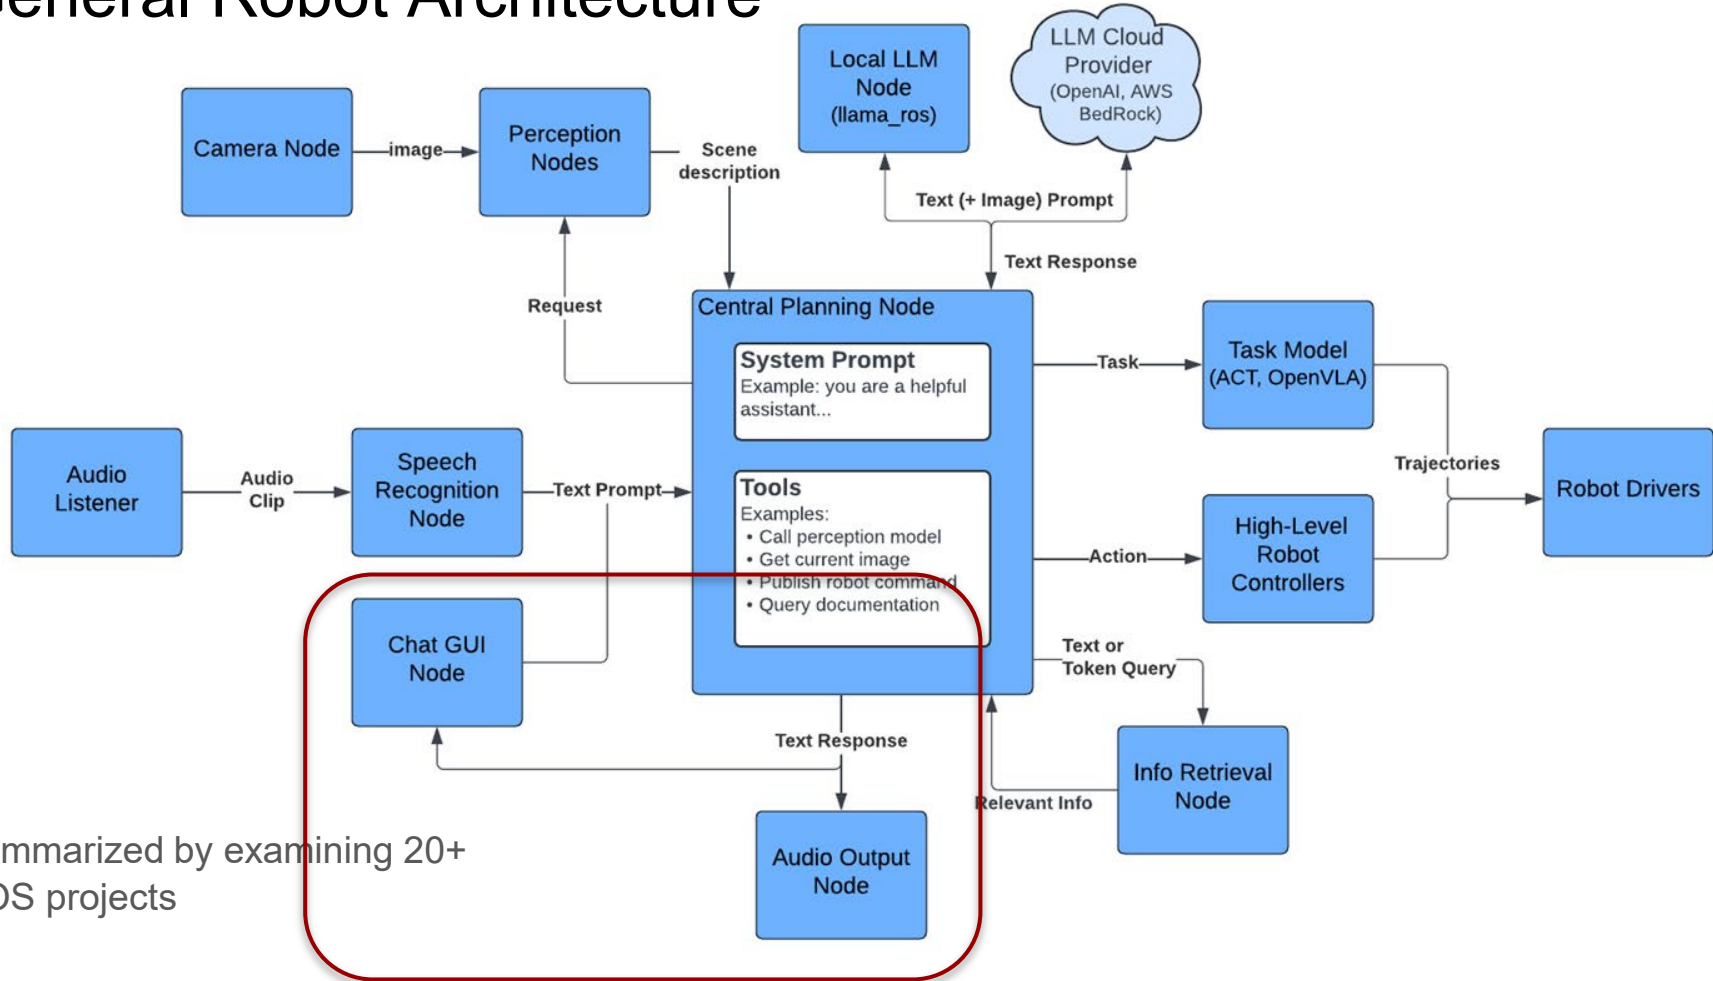 eneral Robot Architecture
Local LLM
Node
(llama_ros)
LLM Cloud
Provider
(OpenAI, AWS
BedRock)
Camera Node
image
Perception
Nodes
Scene
description
Text (+ Image) Prompt
Text Response
Request
Central Planning Node
System Prompt
Example: you are a helpful
assistant...
Task
Task Model
(ACT, OpenVLA)
Audio
Listener
Audio
Clip
Speech
Recognition
Node
Text Prompt
Tools
Examples:
• Call perception model
• Get current image
• Publish robot command
• Query documentation
Trajectories
Robot Drivers
Action
High-Level
Robot
Controllers
Chat GUI
Node
Text or
Token Query
Text Response
Info Retrieval
Node
Relevant Info
Audio Output
Node
mmarized by examining 20+
OS projects